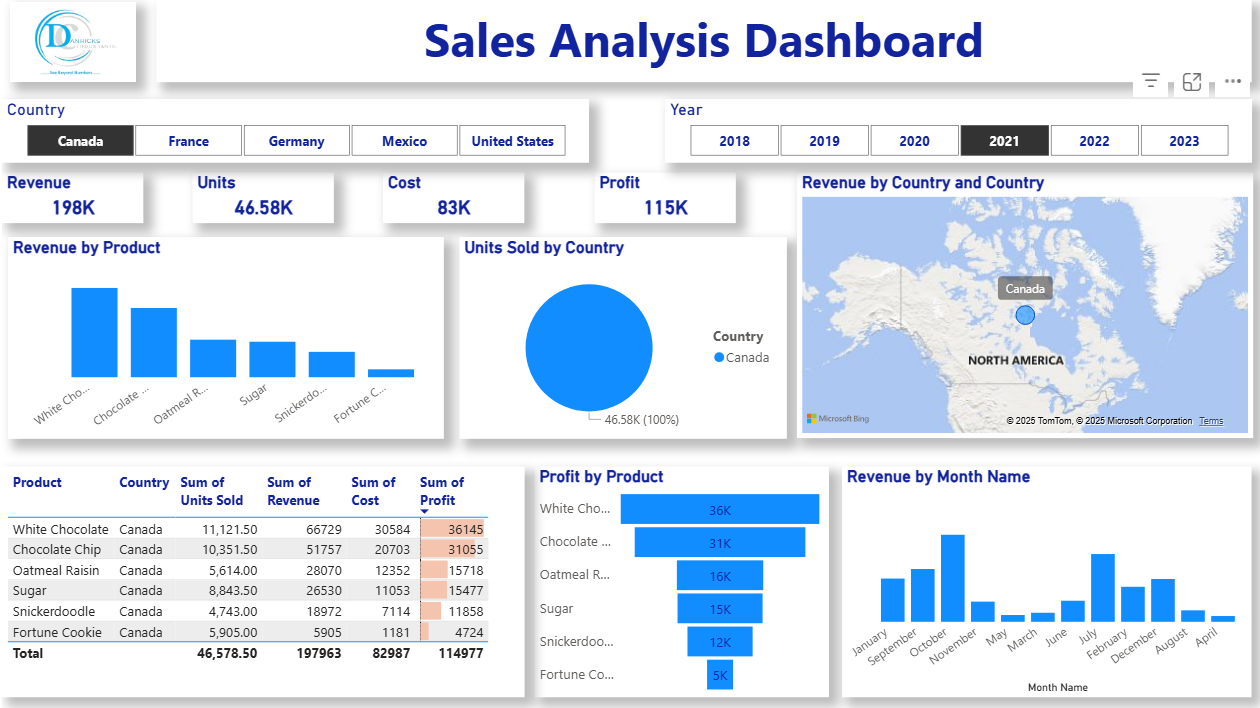 DC
ANRICKS
See Beyond Numbers
Sales Analysis Dashboard
Country
Canada
France
Germany
Mexico
United States
Year
2018
2019
2020
2021
2022
2023
Revenue
198K
Units
46.58K
Cost
83K
Profit
115K
Revenue by Country and Country
Canada
NORTH AMERICA
Microsoft Bing
© 2025 TomTom, © 2025 Microsoft Corporation Terms
Revenue by Product
White Cho...
Chocolate ...
Oatmeal R...
Sugar
Snickerdo...
Fortune C...
Units Sold by Country
Country
Canada
46.58K (100%)
Product Country Sum of Units Sold Sum of Revenue Sum of Cost Sum of Profit
White Chocolate Canada 11,121.50 66729 30584 36145
Chocolate Chip Canada 10,351.50 51757 20703 31055
Oatmeal Raisin Canada 5,614.00 28070 12352 15718
Sugar Canada 8,843.50 26530 11053 15477
Snickerdoodle Canada 4,743.00 18972 7114 11858
Fortune Cookie Canada 5,905.00 5905 1181 4724
Total 46,578.50 197963 82987 114977
Profit by Product
White Cho... 36K
Chocolate ... 31K
Oatmeal R... 16K
Sugar 15K
Snickerdoo... 12K
Fortune Co... 5K
Revenue by Month Name
January
September
October
November
May
March
June
July
February
December
August
April
Month Name